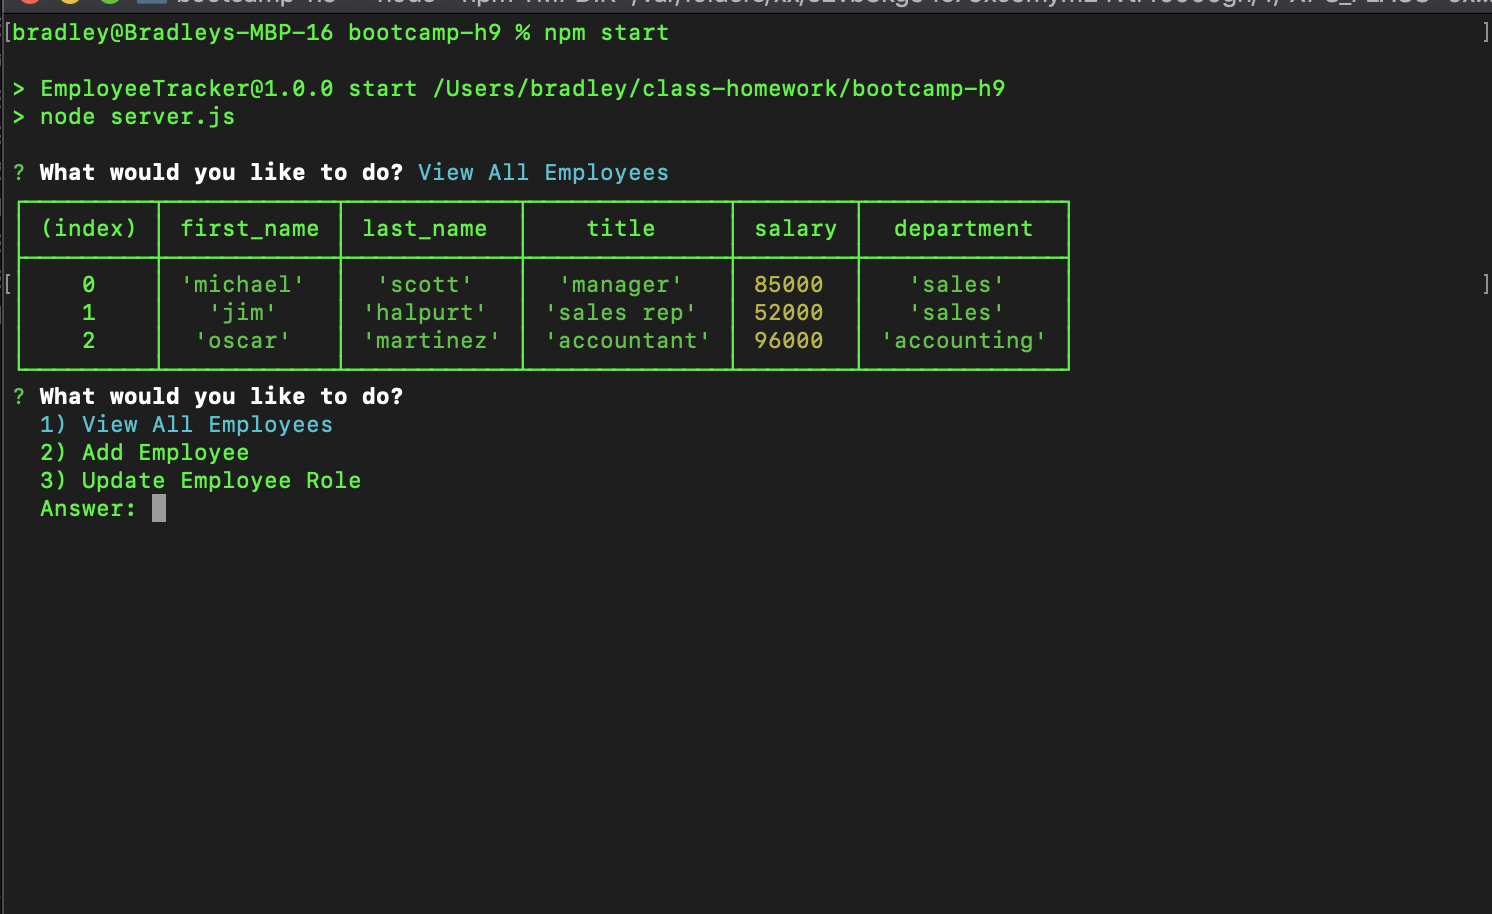 [bradley@Bradleys-MBP-16 bootcamp-h9 % npm start ]
> EmployeeTracker@1.0.0 start /Users/bradley/class-homework/bootcamp-h9
> node server.js
? What would you like to do? View All Employees
(index) first_name last_name title salary department
0 'michael' 'scott' 'manager' 85000 'sales'
1 'jim' 'halpurt' 'sales rep' 52000 'sales'
2 'oscar' 'martinez' 'accountant' 96000 'accounting'
? What would you like to do?
1) View All Employees
2) Add Employee
3) Update Employee Role
Answer: